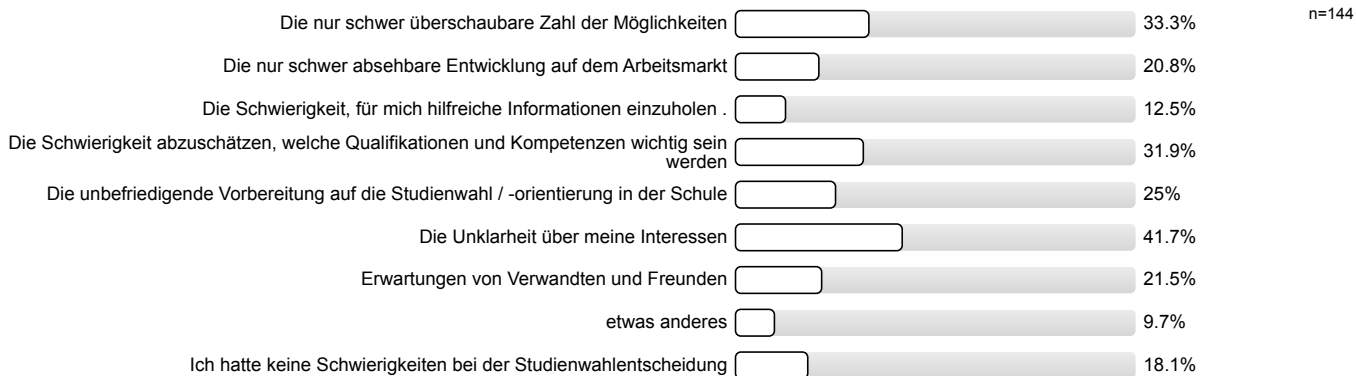 Die nur schwer überschaubare Zahl der Möglichkeiten 33.3% n=144
Die nur schwer absehbare Entwicklung auf dem Arbeitsmarkt 20.8%
Die Schwierigkeit, für mich hilfreiche Informationen einzuholen . 12.5%
Die Schwierigkeit abzuschätzen, welche Qualifikationen und Kompetenzen wichtig sein
werden 31.9%
Die unbefriedigende Vorbereitung auf die Studienwahl / -orientierung in der Schule 25%
Die Unklarheit über meine Interessen 41.7%
Erwartungen von Verwandten und Freunden 21.5%
etwas anderes 9.7%
Ich hatte keine Schwierigkeiten bei der Studienwahlentscheidung 18.1%